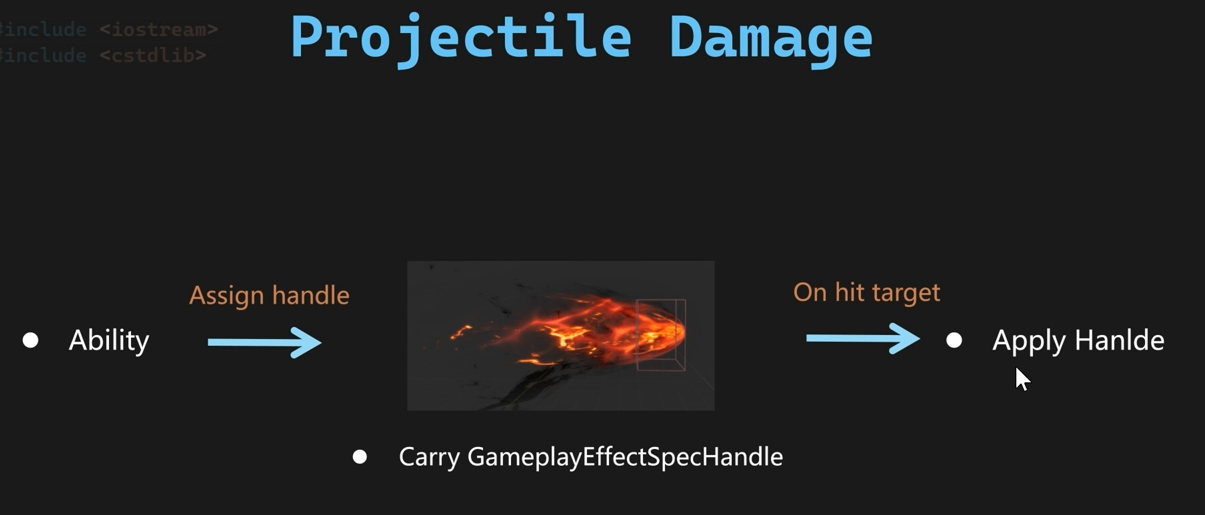 #include <iostream>
#include <cstdlib>
Projectile Damage
Assign handle
On hit target
Ability
Apply Hanlde
Carry GameplayEffectSpecHandle